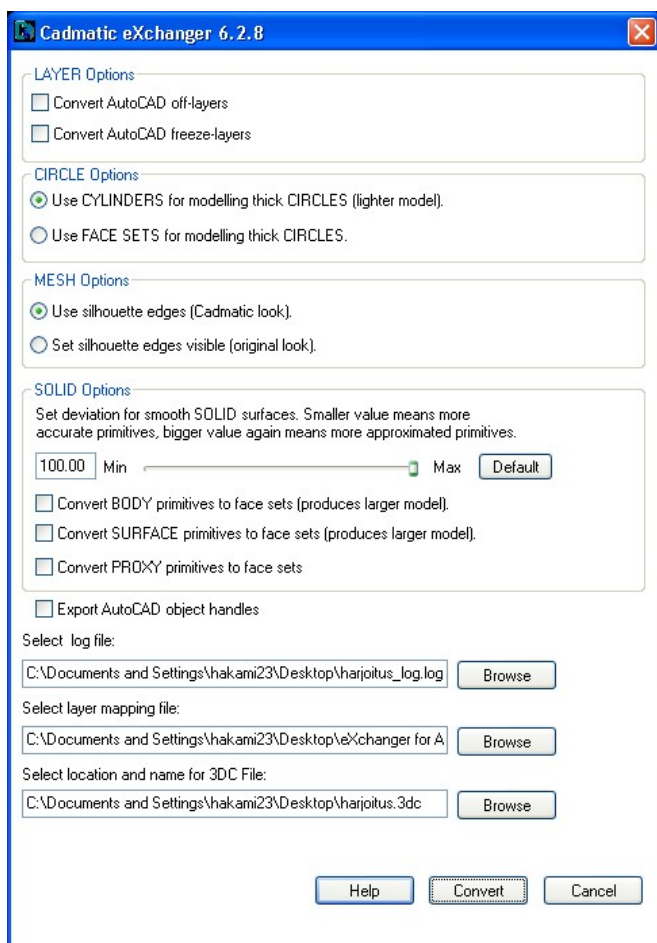 Cadmatic eXchanger 6.2.8
LAYER Options
Convert AutoCAD off-layers
Convert AutoCAD freeze-layers
CIRCLE Options
Use CYLINDERS for modelling thick CIRCLES (lighter model).
Use FACE SETS for modelling thick CIRCLES.
MESH Options
Use silhouette edges (Cadmatic look).
Set silhouette edges visible (original look).
SOLID Options
Set deviation for smooth SOLID surfaces. Smaller value means more
accurate primitives, bigger value again means more approximated primitives.
100.00 Min Max Default
Convert BODY primitives to face sets (produces larger model).
Convert SURFACE primitives to face sets (produces larger model).
Convert PROXY primitives to face sets
Export AutoCAD object handles
Select log file:
C:\Documents and Settings\hakami23\Desktop\harjoitus_log.log Browse
Select layer mapping file:
C:\Documents and Settings\hakami23\Desktop\eXchanger for A Browse
Select location and name for 3DC File:
C:\Documents and Settings\hakami23\Desktop\harjoitus.3dc Browse
Help Convert Cancel